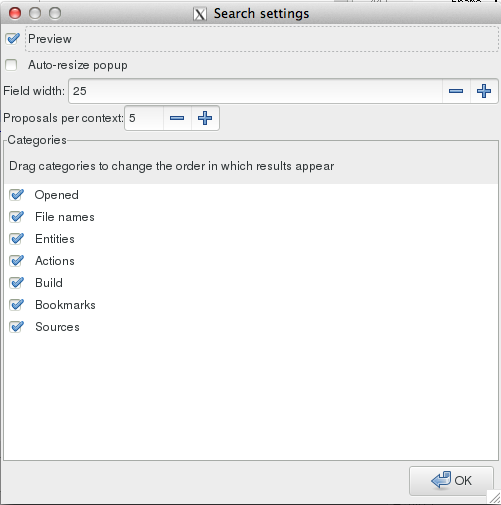 Search settings
Preview
Auto-resize popup
Field width: 25
Proposals per context: 5
Categories
Drag categories to change the order in which results appear
Opened
File names
Entities
Actions
Build
Bookmarks
Sources
OK